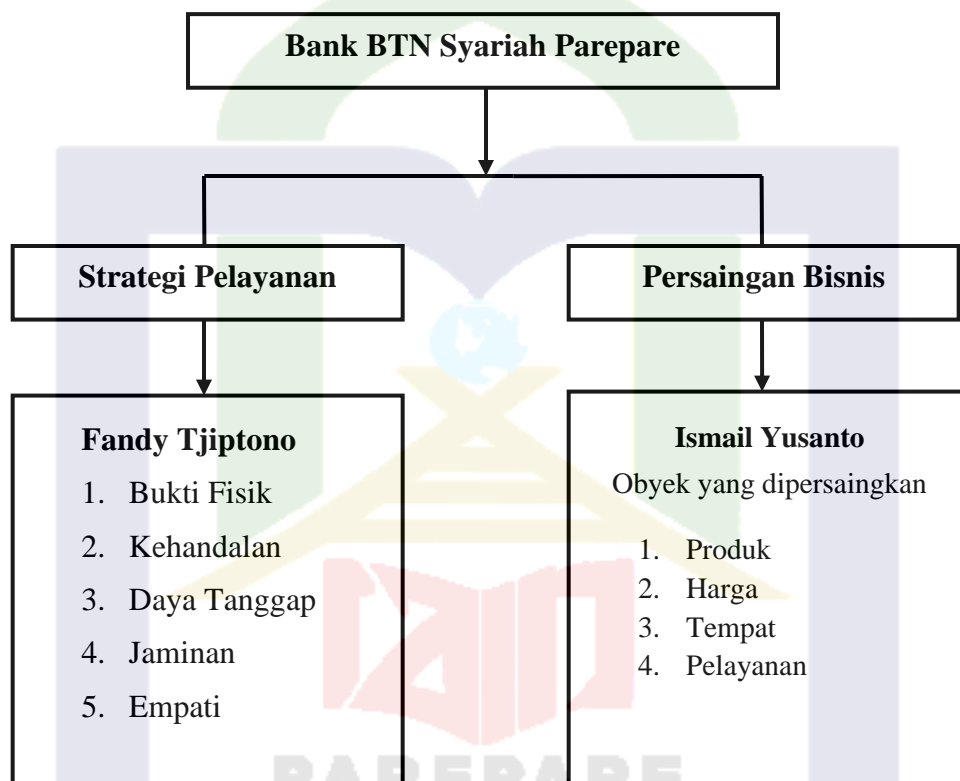 Bank BTN Syariah Parepare
Strategi Pelayanan
Persaingan Bisnis
Fandy Tjiptono
1. Bukti Fisik
2. Kehandalan
3. Daya Tanggap
4. Jaminan
5. Empati
Ismail Yusanto
Obyek yang dipersaingkan
1. Produk
2. Harga
3. Tempat
4. Pelayanan
PAREPARE